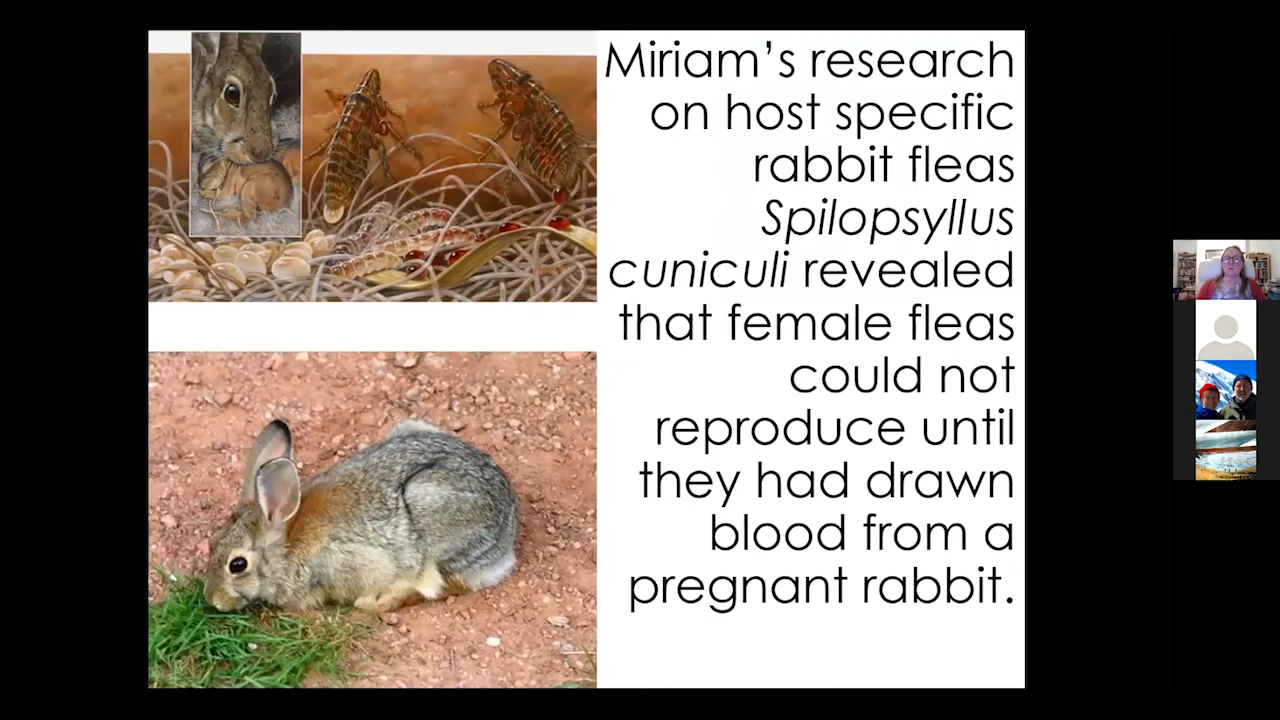 Miriam's research
on host specific
rabbit fleas
Spilopsyllus
cuniculi revealed
that female fleas
could not
reproduce until
they had drawn
blood from a
pregnant rabbit.